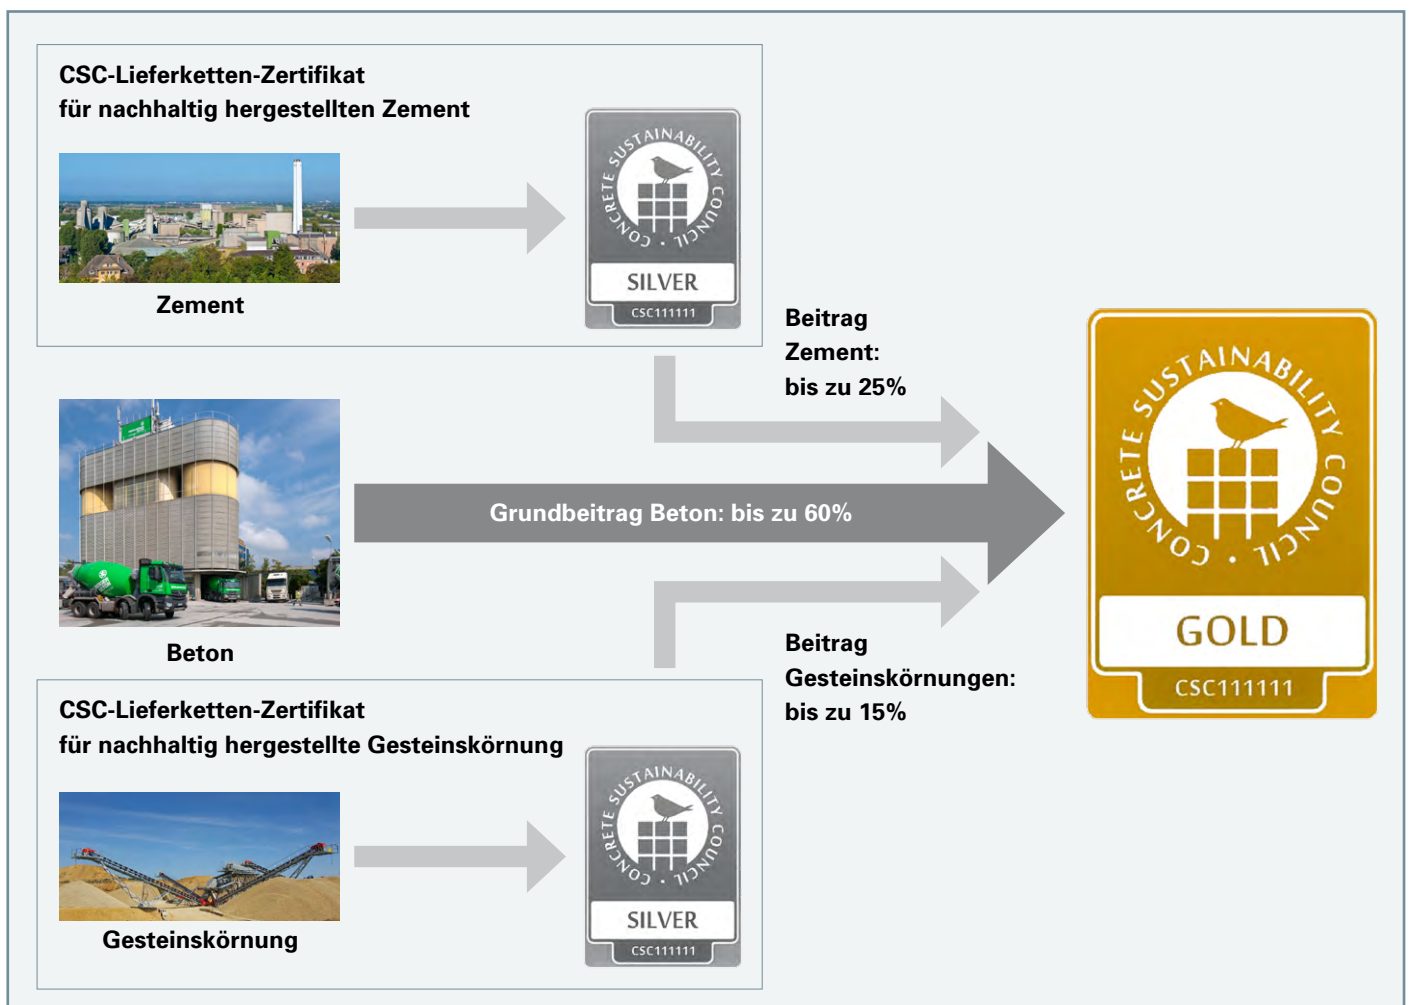 CSC-Lieferketten-Zertifikat
für nachhaltig hergestellten Zement
Zement
CONCRETE SUSTAINABILITY COUNCIL
SILVER
CSC111111
Beitrag
Zement:
bis zu 25%
Grundbeitrag Beton: bis zu 60%
Beton
CONCRETE SUSTAINABILITY COUNCIL
GOLD
CSC111111
Beitrag
Gesteinskörnungen:
bis zu 15%
CSC-Lieferketten-Zertifikat
für nachhaltig hergestellte Gesteinskörnung
Gesteinskörnung
CONCRETE SUSTAINABILITY COUNCIL
SILVER
CSC111111